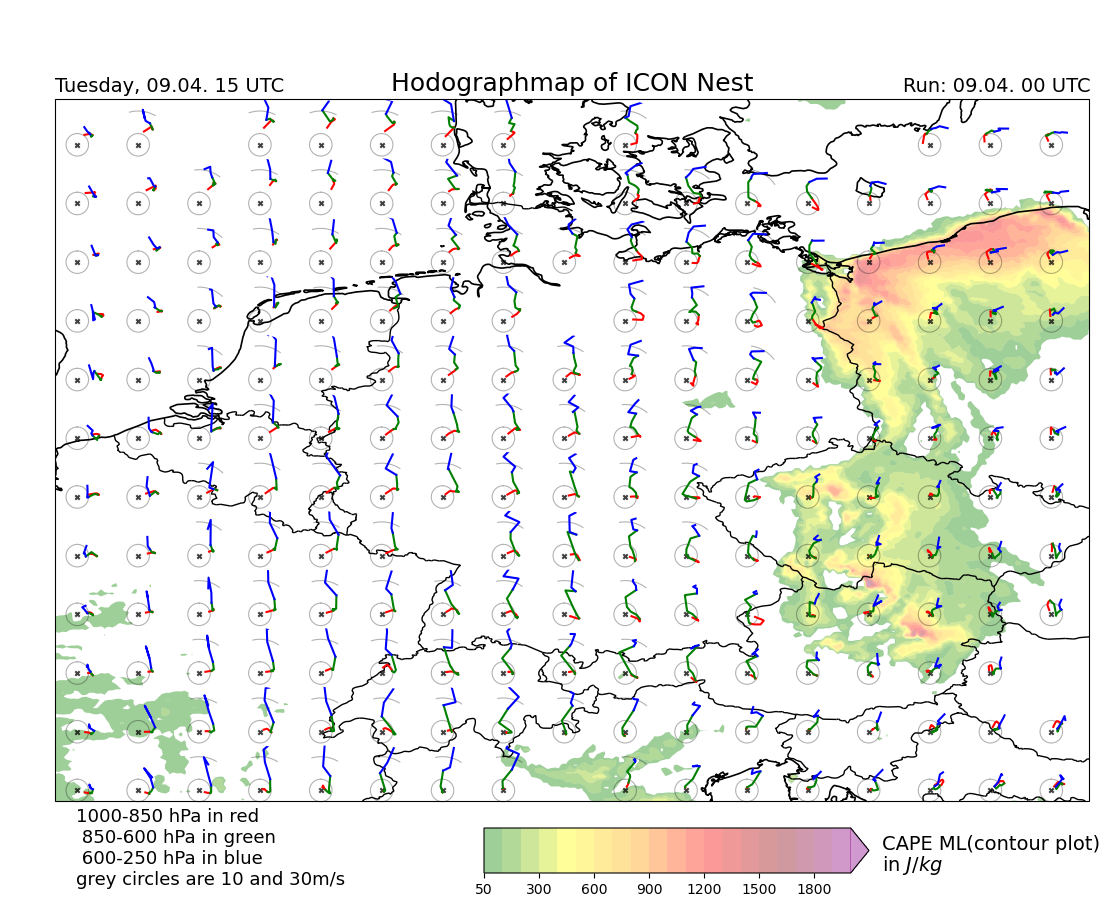 Tuesday, 09.04. 15 UTC
Hodographmap of ICON Nest
Run: 09.04. 00 UTC
1000-850 hPa in red
850-600 hPa in green
600-250 hPa in blue
grey circles are 10 and 30m/s
50 300 600 900 1200 1500 1800
CAPE ML(contour plot)
in J/kg